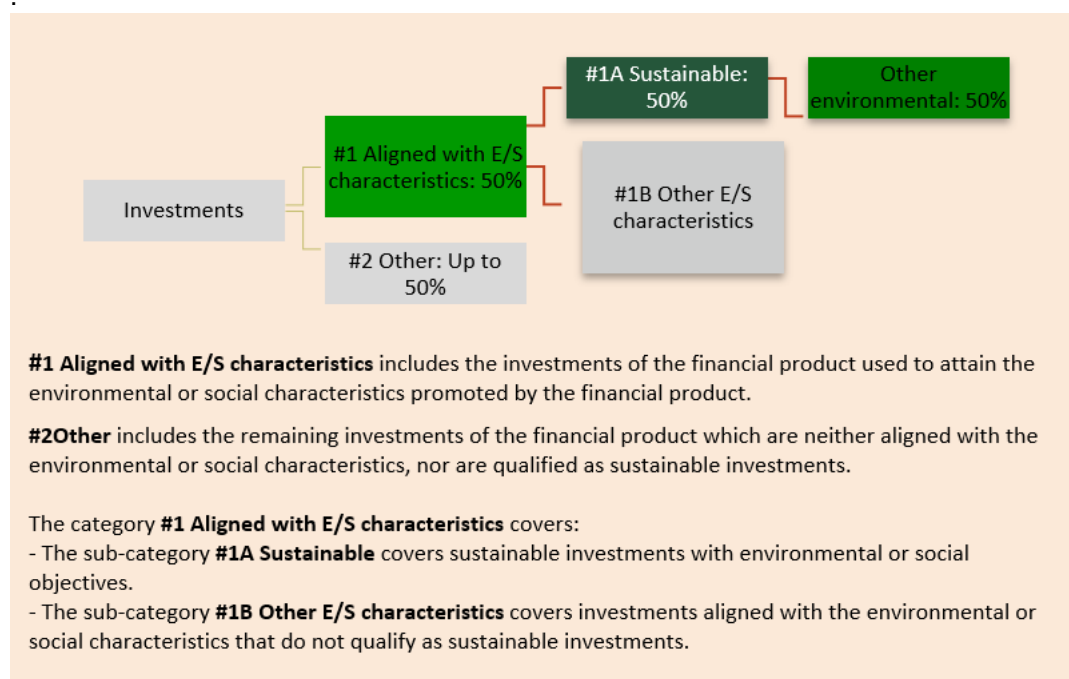 .
#1A Sustainable:
50%
Other
environmental: 50%
#1 Aligned with E/S
characteristics: 50%
#1B Other E/S
characteristics
Investments
#2 Other: Up to
50%
#1 Aligned with E/S characteristics includes the investments of the financial product used to attain the
environmental or social characteristics promoted by the financial product.
#2Other includes the remaining investments of the financial product which are neither aligned with the
environmental or social characteristics, nor are qualified as sustainable investments.
The category #1 Aligned with E/S characteristics covers:
- The sub-category #1A Sustainable covers sustainable investments with environmental or social
objectives.
- The sub-category #1B Other E/S characteristics covers investments aligned with the environmental or
social characteristics that do not qualify as sustainable investments.